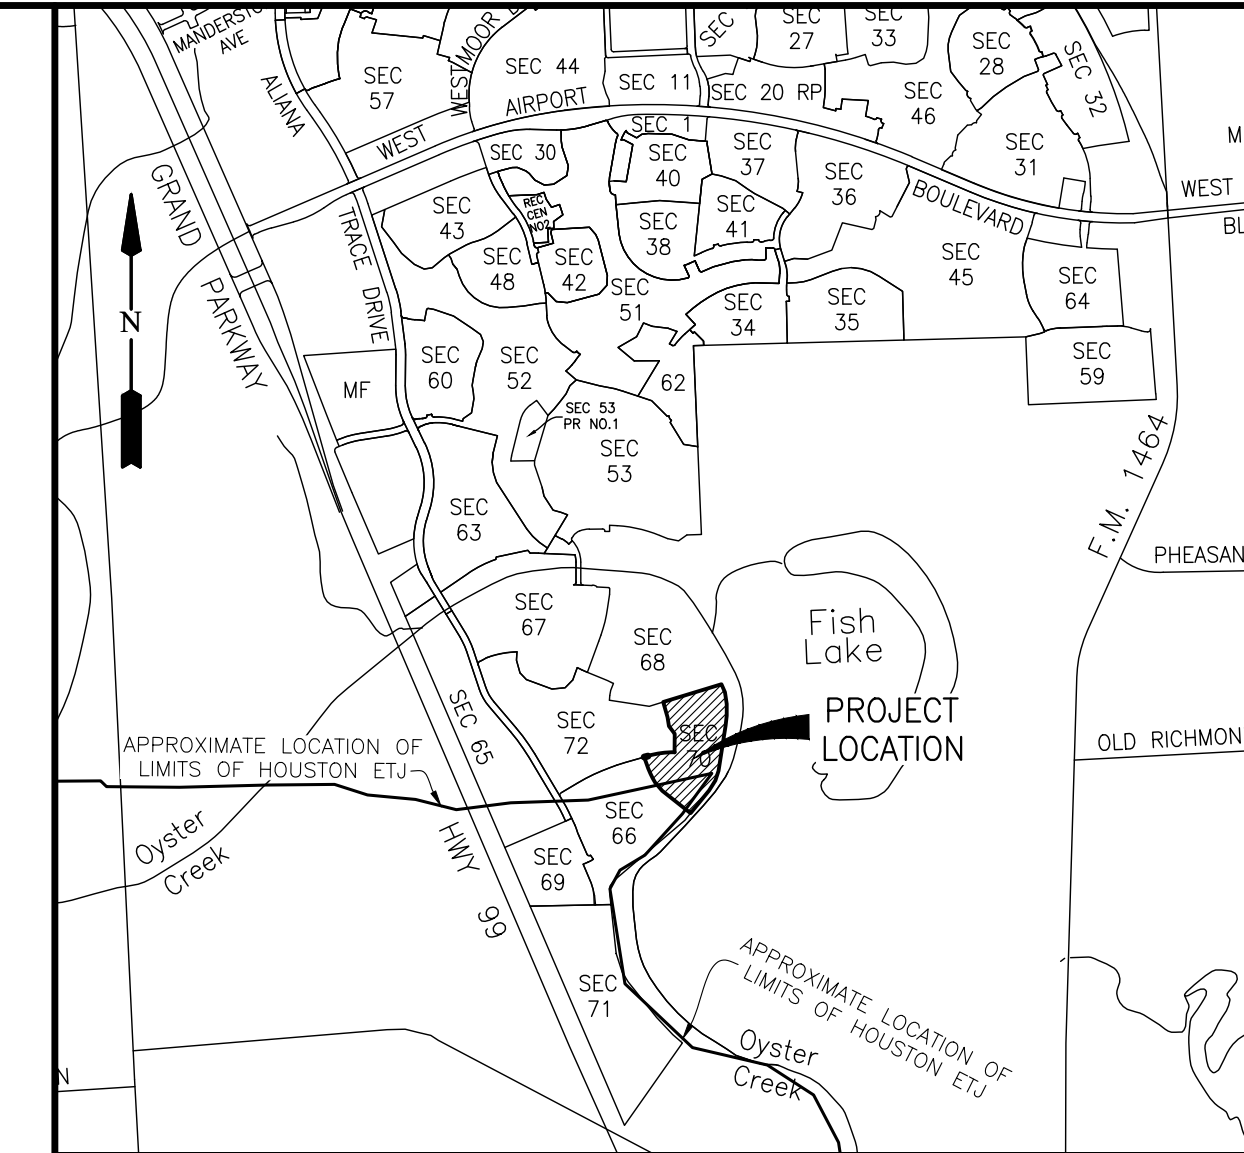 MANDERSTO
AVE
ALIANA
SEC
57
WESTMOOR
SEC 44
SEC 11
SEC
SEC
27
SEC
33
SEC
28
SEC 32
SEC 20 RP
SEC
46
AIRPORT
WEST
SEC 1
SEC 30
SEC
40
SEC
37
SEC
31
SEC
36
M
WEST
BL
BOULEVARD
GRAND
PARKWAY
TRACE DRIVE
SEC
43
REC
CEN
NO2
SEC
41
SEC
38
SEC
48
SEC
42
SEC
51
SEC
45
SEC
64
SEC
34
SEC
35
N
SEC
60
SEC
52
MF
62
SEC
59
SEC 53
PR NO.1
SEC
53
F.M. 1464
SEC
63
PHEASAN
SEC
67
SEC
68
Fish
Lake
SEC 65
SEC
72
SEC
70
PROJECT
LOCATION
OLD RICHMON
APPROXIMATE LOCATION OF
LIMITS OF HOUSTON ETJ
SEC
66
Oyster
Creek
HWY 99
SEC
69
SEC
71
APPROXIMATE LOCATION OF
LIMITS OF HOUSTON ETJ
Oyster
Creek
N